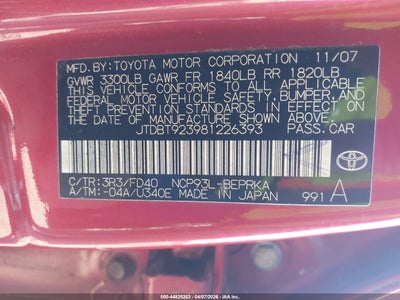 MFD. BY: TOYOTA MOTOR CORPORATION 11/07
GVWR 3300LB GAWR FR 1840LB RR 1820LB
THIS VEHICLE CONFORMS TO ALL APPLICABLE
FEDERAL MOTOR VEHICLE SAFETY, BUMPER, AND
THEFT PREVENTION STANDARDS IN EFFECT ON
THE DATE OF MANUFACTURE SHOWN ABOVE.
JTDBT923981226393 PASS.CAR
C/TR: 3R3/FD40 NCP93L-BEPRKA
A/TM: -04A/U340E MADE IN JAPAN 991 A
TOYOTA
000-44820253 - 04/07/2026 - IAAI.COM